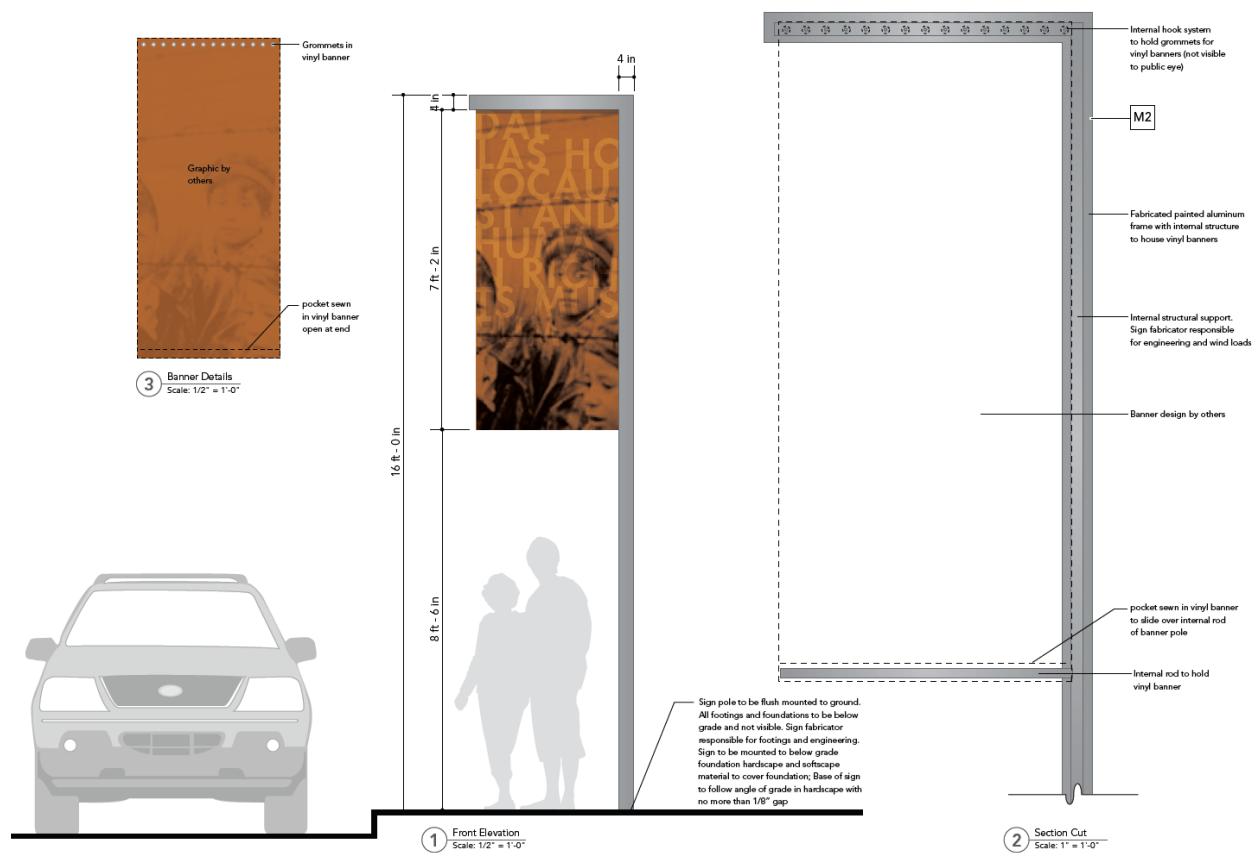 Grommets in
vinyl banner
Graphic by
others
pocket sewn
in vinyl banner
open at end
3
Banner Details
Scale: 1/2" = 1'-0"
4 in
4 in
7 ft - 2 in
16 ft - 0 in
8 ft - 6 in
DAL
LAS HO
LOCAU
ST AND
HUMA
N RIGH
TS MUS
Sign pole to be flush mounted to ground.
All footings and foundations to be below
grade and not visible. Sign fabricator
responsible for footings and engineering.
Sign to be mounted to below grade
foundation hardscape and softscape
material to cover foundation; Base of sign
to follow angle of grade in hardscape with
no more than 1/8" gap
1
Front Elevation
Scale: 1/2" = 1'-0"
Internal hook system
to hold grommets for
vinyl banners (not visible
to public eye)
M2
Fabricated painted aluminum
frame with internal structure
to house vinyl banners
Internal structural support.
Sign fabricator responsible
for engineering and wind loads
Banner design by others
pocket sewn in vinyl banner
to slide over internal rod
of banner pole
Internal rod to hold
vinyl banner
2
Section Cut
Scale: 1" = 1'-0"